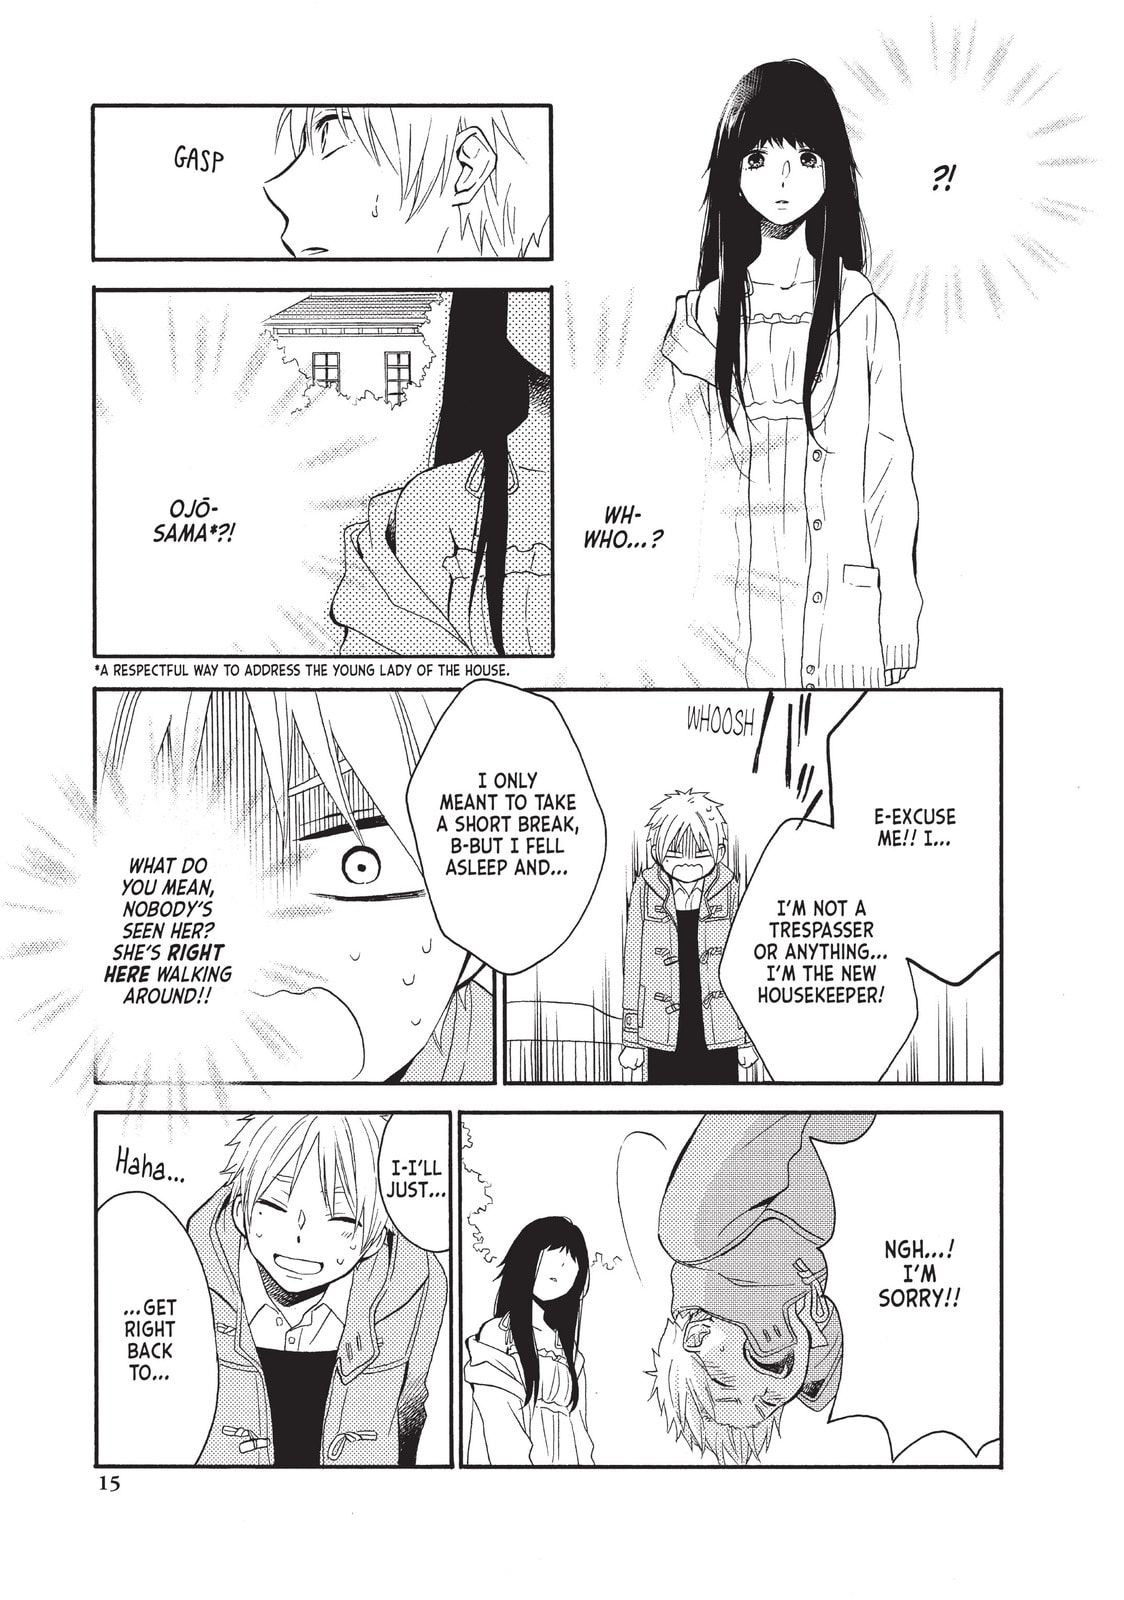 ?!
WH-
WHO...?
GASP
OJŌ-
SAMA*?!
*A RESPECTFUL WAY TO ADDRESS THE YOUNG LADY OF THE HOUSE.
E-EXCUSE
ME!! I...
WHOOSH
I'M NOT A
TRESPASSER
OR ANYTHING...
I'M THE NEW
HOUSEKEEPER!
I ONLY
MEANT TO TAKE
A SHORT BREAK,
B-BUT I FELL
ASLEEP AND...
WHAT DO
YOU MEAN,
NOBODY'S
SEEN HER?
SHE'S RIGHT
HERE WALKING
AROUND!!
NGH...!
I'M
SORRY!!
I-I'LL
JUST...
Haha...
...GET
RIGHT
BACK
TO...
15